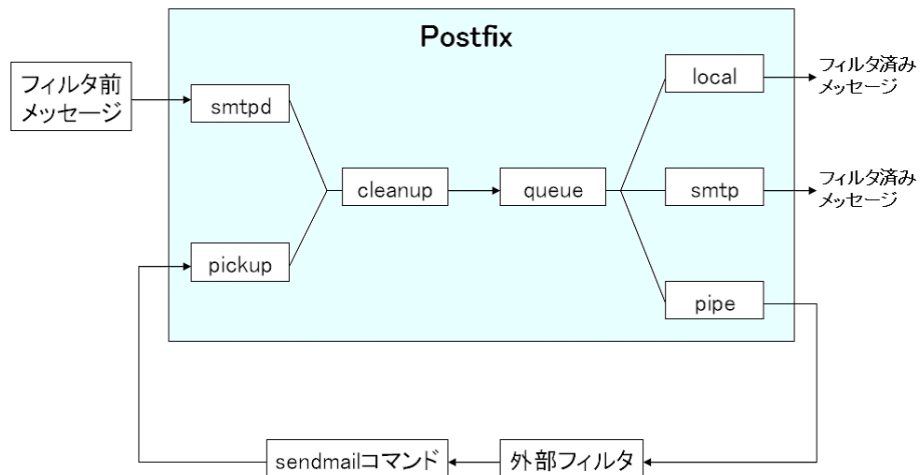 Postfix
フィルタ前
メッセージ
smtpd
local
フィルタ済み
メッセージ
cleanup
queue
smtp
フィルタ済み
メッセージ
pickup
pipe
sendmailコマンド
外部フィルタ